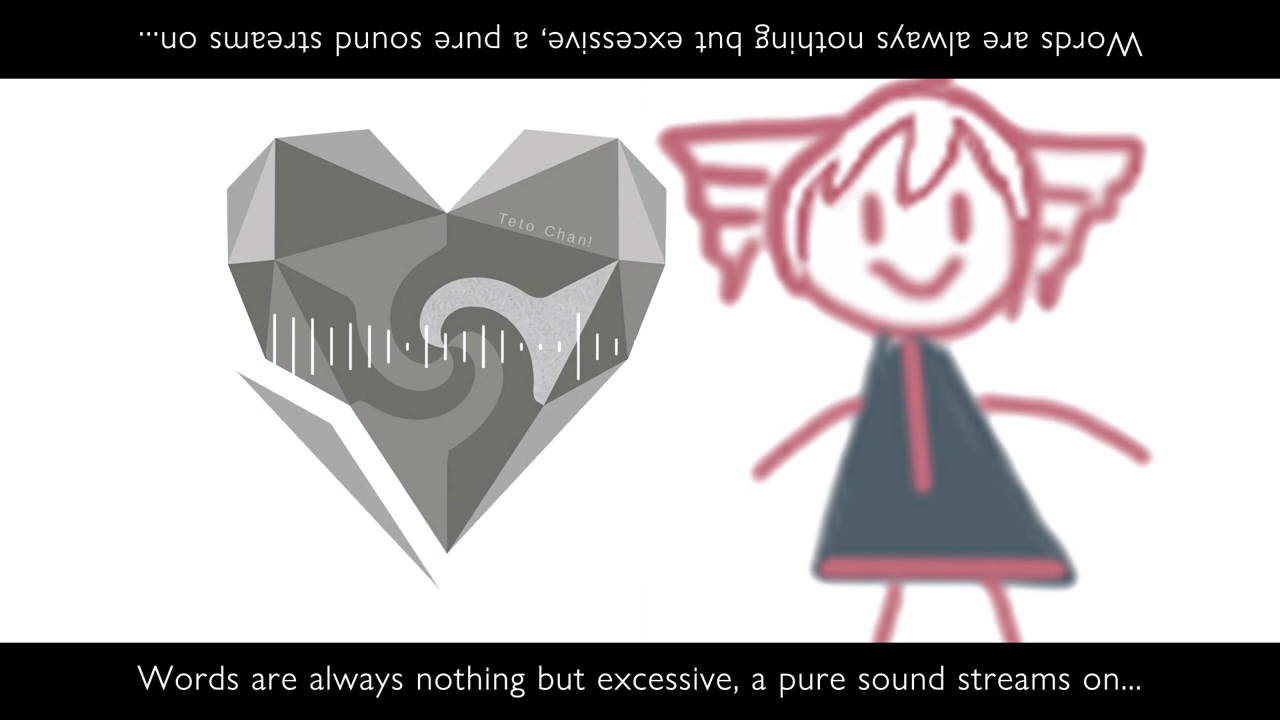 Words are always nothing but excessive, a pure sound streams on...
Teto Chan!
Words are always nothing but excessive, a pure sound streams on...